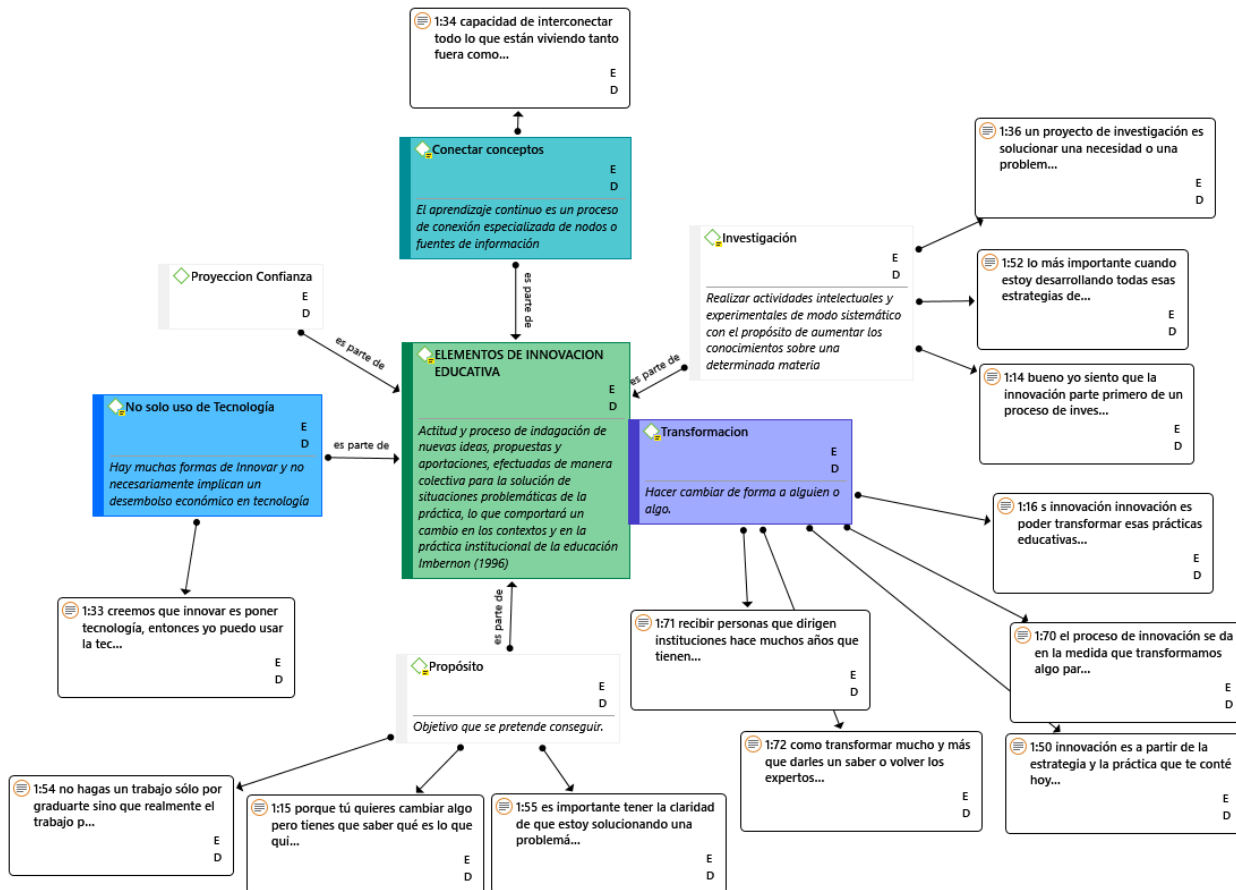 1:34 capacidad de interconectar
todo lo que están viviendo tanto
fuera como...
E
D
Conectar conceptos
E
D
El aprendizaje continuo es un proceso
de conexión especializada de nodos o
fuentes de información
1:36 un proyecto de investigación es
solucionar una necesidad o una
problem...
E
D
Investigación
E
D
Realizar actividades intelectuales y
experimentales de modo sistemático
con el propósito de aumentar los
conocimientos sobre una
determinada materia
1:52 lo más importante cuando
estoy desarrollando todas esas
estrategias de...
E
D
1:14 bueno yo siento que la
innovación parte primero de un
proceso de inves...
E
D
Proyeccion Confianza
E
D
es parte de
es parte de
es parte de
ELEMENTOS DE INNOVACION
EDUCATIVA
E
D
Actitud y proceso de indagación de
nuevas ideas, propuestas y
aportaciones, efectuadas de manera
colectiva para la solución de
situaciones problemáticas de la
práctica, lo que comportará un
cambio en los contextos y en la
práctica institucional de la educación
Imbernon (1996)
No solo uso de Tecnología
E
D
Hay muchas formas de Innovar y no
necesariamente implican un
desembolso económico en tecnología
es parte de
Transformacion
E
D
Hacer cambiar de forma a alguien o
algo.
1:16 s innovación innovación es
poder transformar esas prácticas
educativas...
E
D
1:33 creemos que innovar es poner
tecnología, entonces yo puedo usar
la tec...
E
D
es parte de
1:71 recibir personas que dirigen
instituciones hace muchos años que
tienen...
E
D
1:70 el proceso de innovación se da
en la medida que transformamos
algo par...
E
D
Propósito
E
D
Objetivo que se pretende conseguir.
1:72 como transformar mucho y más
que darles un saber o volver los
expertos...
E
D
1:50 innovación es a partir de la
estrategia y la práctica que te conté
hoy...
E
D
1:54 no hagas un trabajo sólo por
graduarte sino que realmente el
trabajo p...
E
D
1:15 porque tú quieres cambiar algo
pero tienes que saber qué es lo que
qui...
E
D
1:55 es importante tener la claridad
de que estoy solucionando una
problemá...
E
D